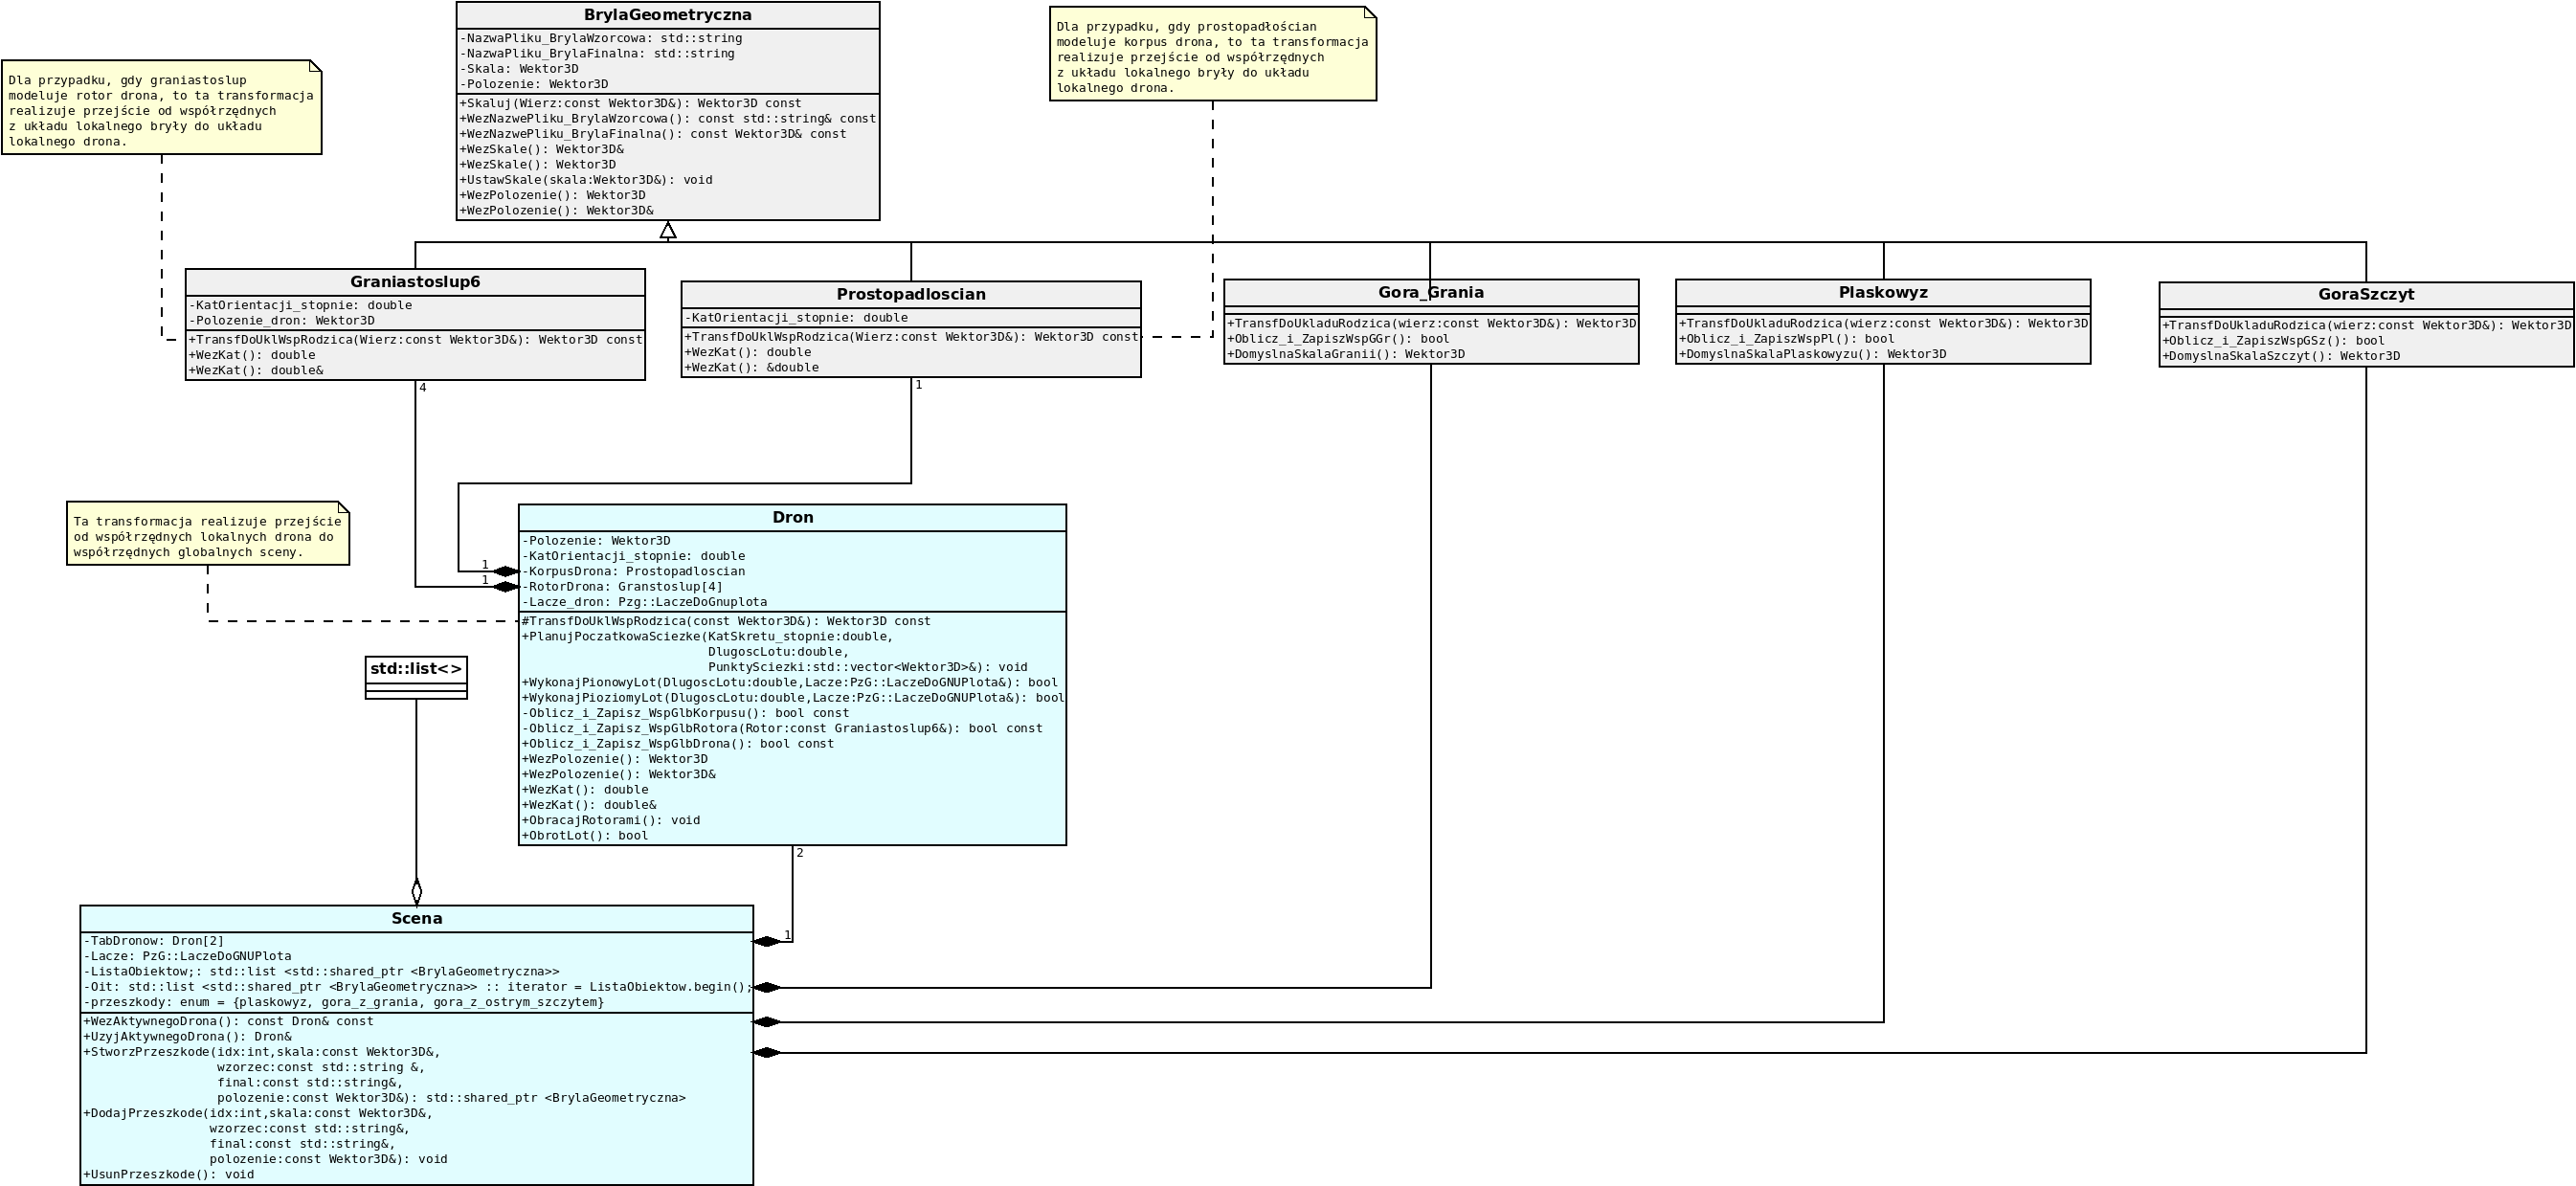 BrylaGeometryczna
-NazwaPliku_BrylaWzorcowa: std::string
-NazwaPliku_BrylaFinalna: std::string
-Skala: Wektor3D
-Polozenie: Wektor3D
+Skaluj(Wierz:const Wektor3D&): Wektor3D const
+WezNazwePliku_BrylaWzorcowa(): const std::string& const
+WezNazwePliku_BrylaFinalna(): const Wektor3D& const
+WezSkale(): Wektor3D&
+WezSkale(): Wektor3D
+UstawSkale(skala:Wektor3D&): void
+WezPolozenie(): Wektor3D
+WezPolozenie(): Wektor3D&
Dla przypadku, gdy prostopadłościan
modeluje korpus drona, to ta transformacja
realizuje przejście od współrzędnych
z układu lokalnego bryły do układu
lokalnego drona.
Dla przypadku, gdy graniastoslup
modeluje rotor drona, to ta transformacja
realizuje przejście od współrzędnych
z układu lokalnego bryły do układu
lokalnego drona.
Graniastoslup6
-KatOrientacji_stopnie: double
-Polozenie_dron: Wektor3D
+TransfDoUklWspRodzica(Wierz:const Wektor3D&): Wektor3D const
+WezKat(): double
+WezKat(): double&
4
Prostopadloscian
-KatOrientacji_stopnie: double
+TransfDoUklWspRodzica(Wierz:const Wektor3D&): Wektor3D const
+WezKat(): double
+WezKat(): &double
1
Gora_Grania
+TransfDoUkladuRodzica(wierz:const Wektor3D&): Wektor3D
+Oblicz_i_ZapiszWspGGr(): bool
+DomyslnaSkalaGranii(): Wektor3D
Plaskowyz
+TransfDoUkladuRodzica(wierz:const Wektor3D&): Wektor3D
+Oblicz_i_ZapiszWspPl(): bool
+DomyslnaSkalaPlaskowyzu(): Wektor3D
GoraSzczyt
+TransfDoUkladuRodzica(wierz:const Wektor3D&): Wektor3D
+Oblicz_i_ZapiszWspGSz(): bool
+DomyslnaSkalaSzczyt(): Wektor3D
Ta transformacja realizuje przejście
od współrzędnych lokalnych drona do
współrzędnych globalnych sceny.
1
1
Dron
-Polozenie: Wektor3D
-KatOrientacji_stopnie: double
-KorpusDrona: Prostopadloscian
-RotorDrona: Granstoslup[4]
-Lacze_dron: Pzg::LaczeDoGnuplota
#TransfDoUklWspRodzica(const Wektor3D&): Wektor3D const
+PlanujPoczatkowaSciezke(KatSkretu_stopnie:double,
DlugoscLotu:double,
PunktySciezki:std::vector<Wektor3D>&): void
+WykonajPionowyLot(DlugoscLotu:double,Lacze:PzG::LaczeDoGNUPlota&): bool
+WykonajPioziomyLot(DlugoscLotu:double,Lacze:PzG::LaczeDoGNUPlota&): bool
-Oblicz_i_Zapisz_WspGlbKorpusu(): bool const
-Oblicz_i_Zapisz_WspGlbRotora(Rotor:const Graniastoslup6&): bool const
+Oblicz_i_Zapisz_WspGlbDrona(): bool const
+WezPolozenie(): Wektor3D
+WezPolozenie(): Wektor3D&
+WezKat(): double
+WezKat(): double&
+ObracajRotorami(): void
+ObrotLot(): bool
2
std::list<>
Scena
-TabDronow: Dron[2]
-Lacze: PzG::LaczeDoGNUPlota
-ListaObiektow;: std::list <std::shared_ptr <BrylaGeometryczna>>
-Oit: std::list <std::shared_ptr <BrylaGeometryczna>> :: iterator = ListaObiektow.begin();
-przeszkody: enum = {plaskowyz, gora_z_grania, gora_z_ostrym_szczytem}
+WezAktywnegoDrona(): const Dron& const
+UzyjAktywnegoDrona(): Dron&
+StworzPrzeszkode(idx:int,skala:const Wektor3D&,
wzorzec:const std::string &,
final:const std::string&,
polozenie:const Wektor3D&): std::shared_ptr <BrylaGeometryczna>
+DodajPrzeszkode(idx:int,skala:const Wektor3D&,
wzorzec:const std::string&,
final:const std::string&,
polozenie:const Wektor3D&): void
+UsunPrzeszkode(): void
1